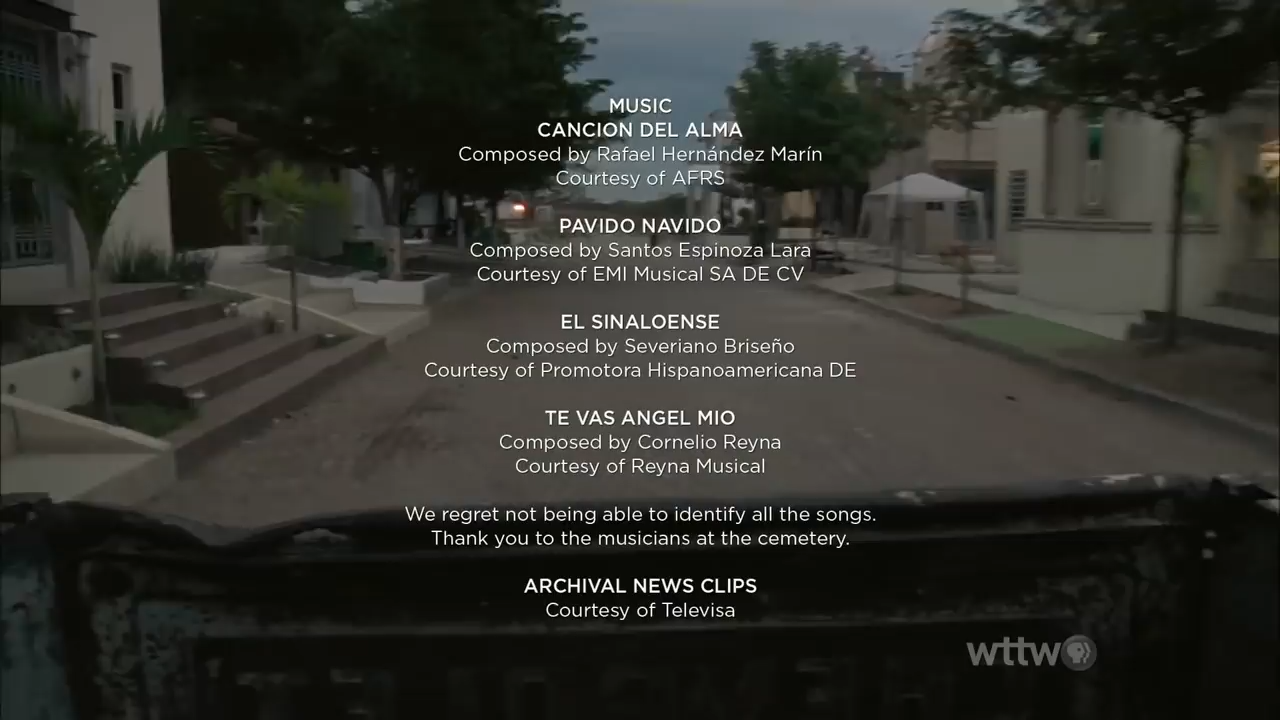 MUSIC
CANCION DEL ALMA
Composed by Rafael Hernández Marín
Courtesy of AFRS
PAVIDO NAVIDO
Composed by Santos Espinoza Lara
Courtesy of EMI Musical SA DE CV
EL SINALOENSE
Composed by Severiano Briseño
Courtesy of Promotora Hispanoamericana DE
TE VAS ANGEL MIO
Composed by Cornelio Reyna
Courtesy of Reyna Musical
We regret not being able to identify all the songs.
Thank you to the musicians at the cemetery.
ARCHIVAL NEWS CLIPS
Courtesy of Televisa
wttw